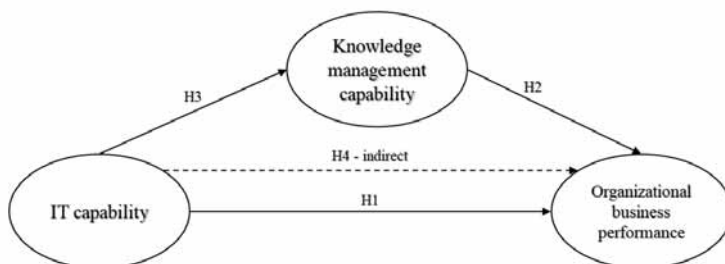 Knowledge
management
capability
H3
H2
H4 - indirect
IT capability
H1
Organizational
business
performance